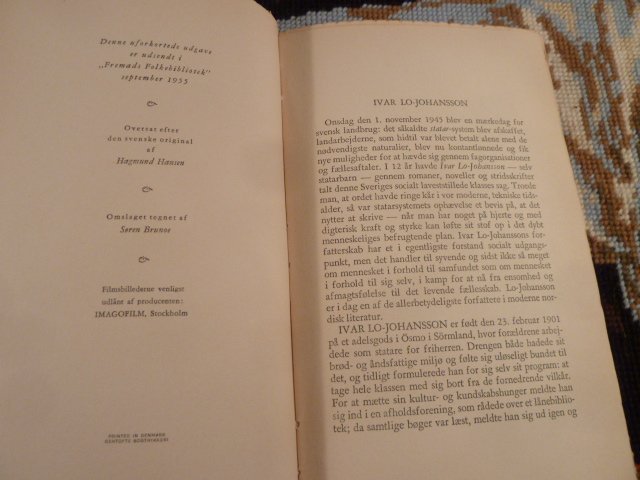 Denne uforkortede udgave
er udsendt i
„Fremads Folkebibliotek"
september 1955
Oversat efter
den svenske original
af
Hagmund Hansen
Omslaget tegnet af
Søren Brunoe
Filmsbillederne venligst
udlånt af producenten:
IMAGOFILM, Stockholm
PRINTED IN DENMARK
GENTOFTE BOGTRYKKERI
IVAR LO-JOHANSSON
Onsdag den 1. november 1945 blev en mærkedag for
svensk landbrug: det såkaldte statar-system blev afskaffet,
landarbejderne, som hidtil var blevet betalt alene med de
nødvendigste naturalier, blev nu kontantlønnede og fik
nye muligheder for at hævde sig gennem fagorganisationer
og fællesaftaler. I 12 år havde Ivar Lo-Johansson — selv
statarbarn — gennem romaner, noveller og stridsskrifter
talt denne Sveriges socialt laveststillede klasses sag. Troede
man, at ordet havde ringe kår i vor moderne, tekniske tids-
alder, så var statarsystemets ophævelse et bevis på, at det
nytter at skrive — når man har noget på hjerte og med
digterisk kraft og styrke kan løfte sit stof op i det dybt
menneskeliges befrugtende plan. Ivar Lo-Johanssons for-
fatterskab har et i egentligste forstand socialt udgangs-
punkt, men det handler til syvende og sidst ikke så meget
om mennesket i forhold til samfundet som om mennesket
i forhold til sig selv, i kamp for at nå fra ensomhed og
afmagtsfølelse til det levende fællesskab. Lo-Johansson
er i dag en af de allerbetydeligste forfattere i moderne nor-
disk litteratur.
IVAR LO-JOHANSSON er født den 23. februar 1901
på et adelsgods i Ösmo i Sörmland, hvor forældrene arbej-
dede som statare for friherren. Drengen både hadede sit
brød- og åndsfattige miljø og følte sig uløseligt bundet til
det, og tidligt formulerede han for sig selv sit program: at
tage hele klassen med sig bort fra de fornedrende vilkår.
For at mætte sin kultur- og kundskabshunger meldte han
sig ind i en afholdsforening, som rådede over et lånebiblio-
tek; da samtlige bøger var læst, meldte han sig ud igen og